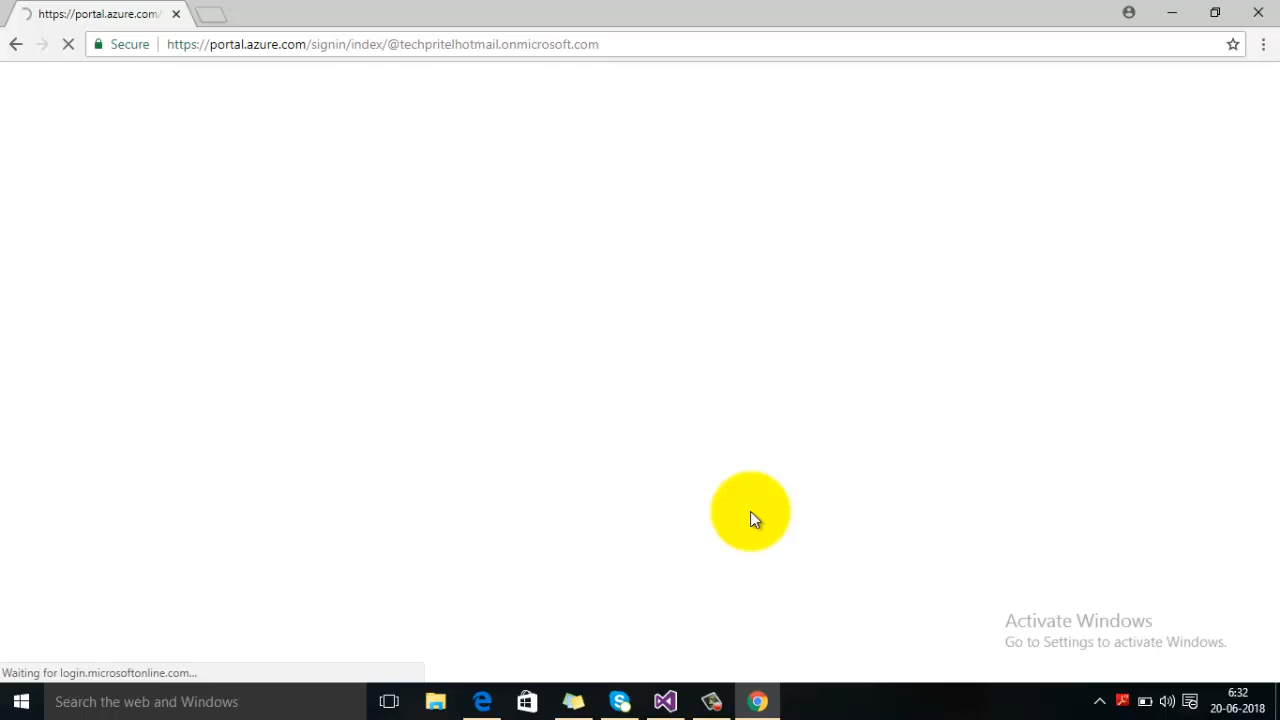 https://portal.azure.com/
Secure
https://portal.azure.com/signin/index/@techpritelhotmail.onmicrosoft.com
Activate Windows
Go to Settings to activate Windows.
Waiting for login.microsoftonline.com...
Search the web and Windows
6:32
20-06-2018